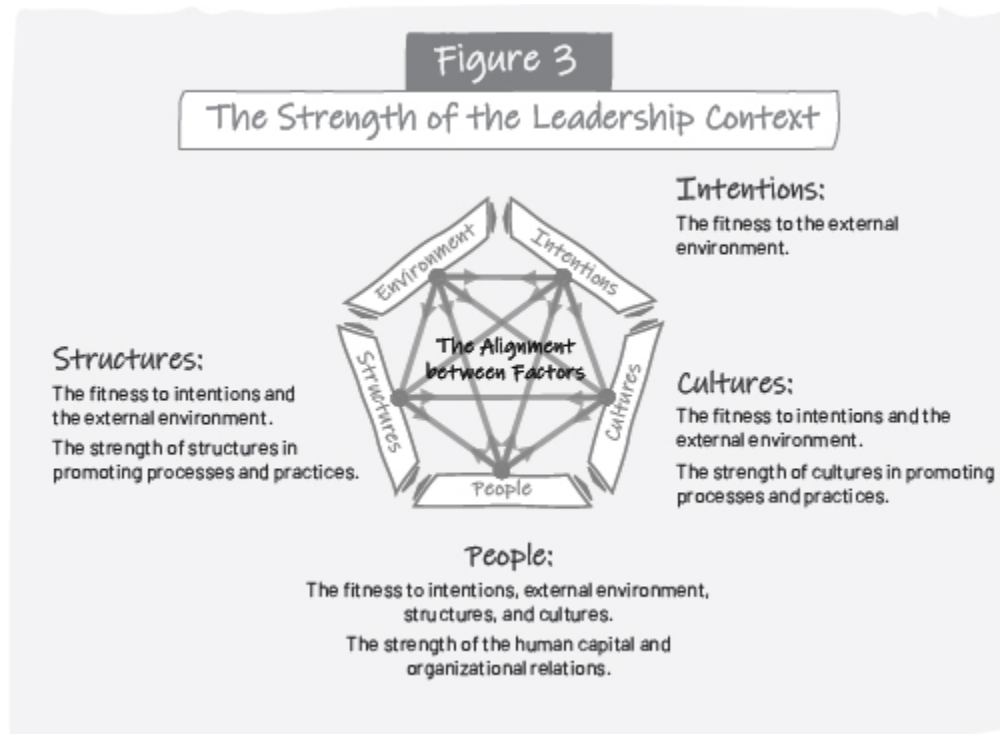 Figure 3
The Strength of the Leadership Context
Intentions:
The fitness to the external
environment.
Environment
Intentions
The Alignment
between Factors
Structures
Cultures
People
Structures:
The fitness to intentions and
the external environment.
The strength of structures in
promoting processes and practices.
Cultures:
The fitness to intentions and the
external environment.
The strength of cultures in promoting
processes and practices.
People:
The fitness to intentions, external environment,
structures, and cultures.
The strength of the human capital and
organizational relations.